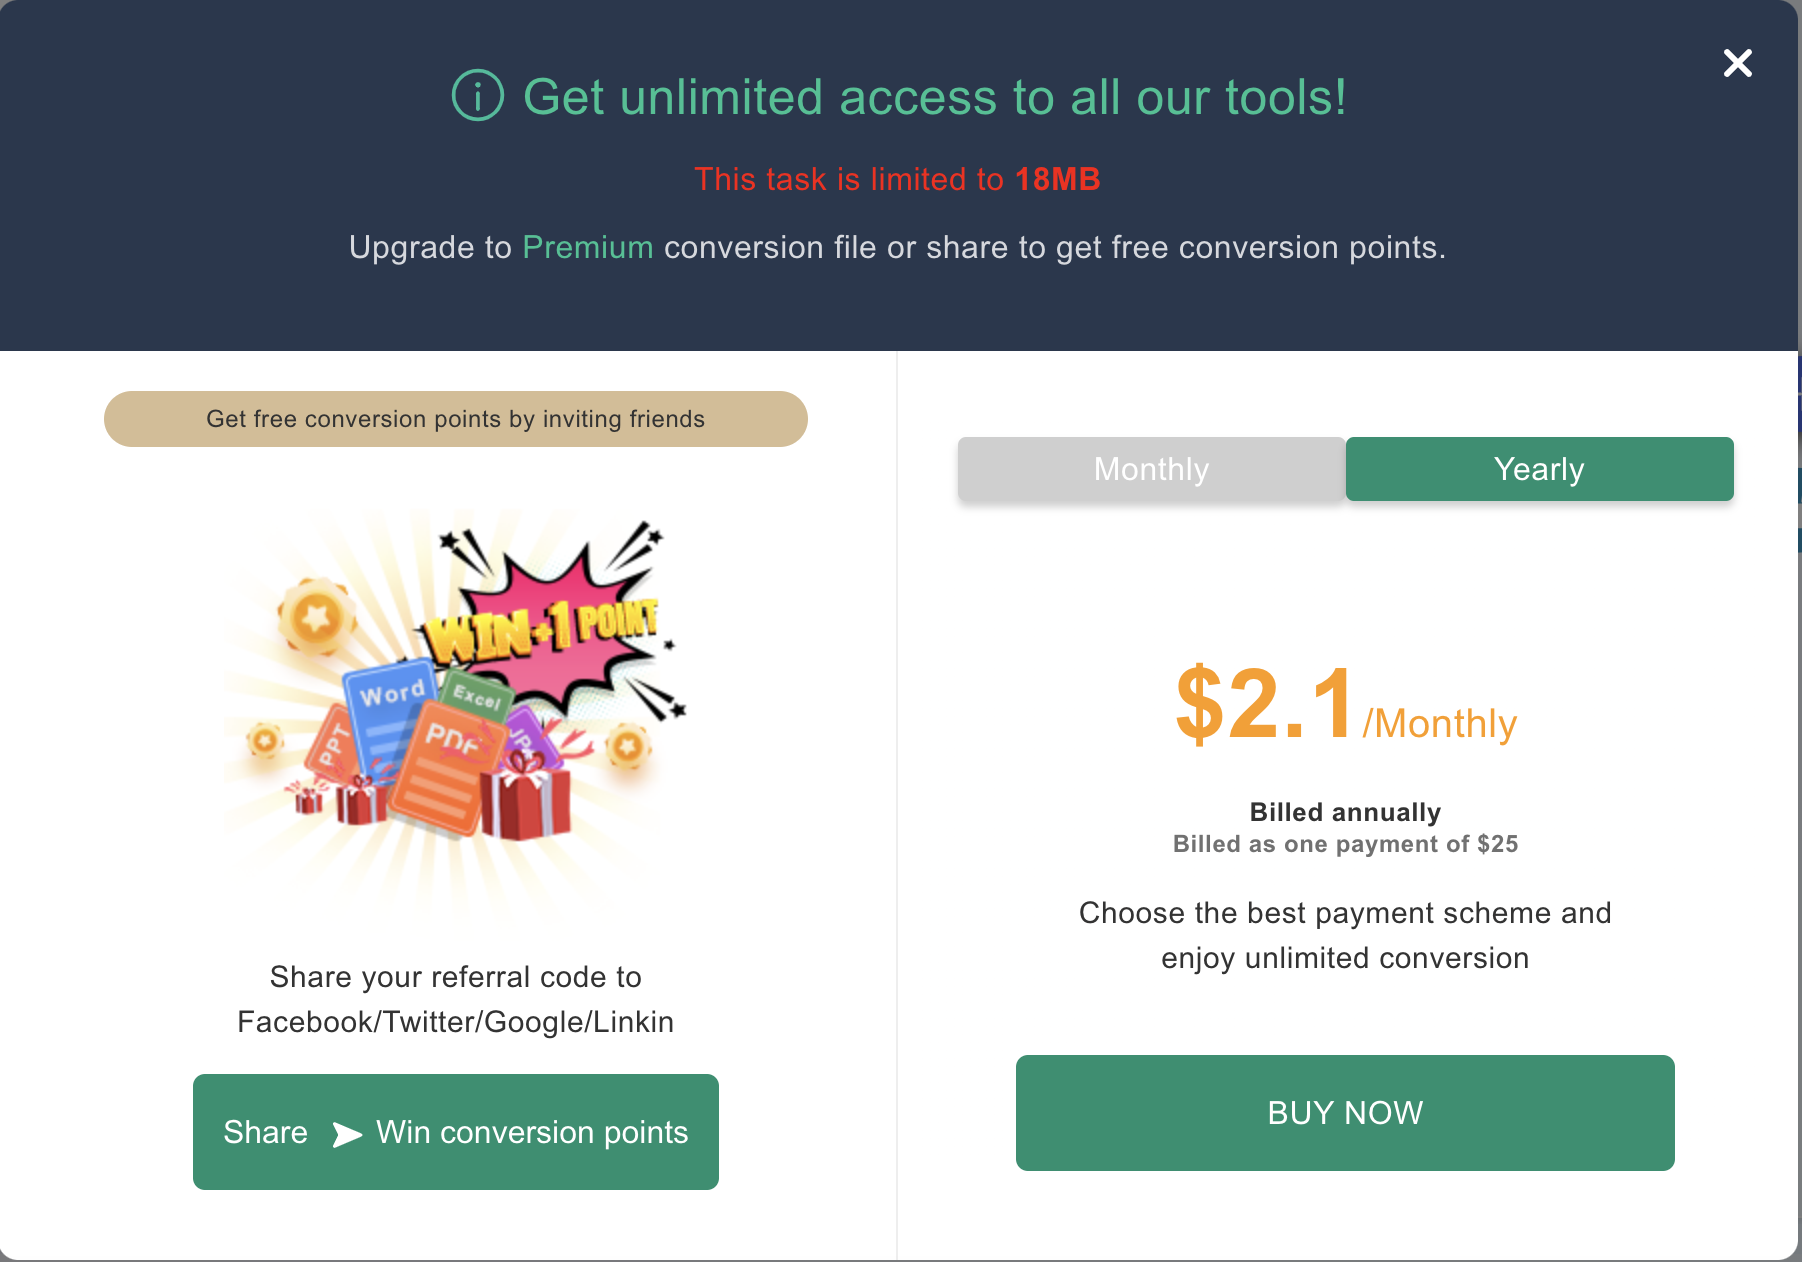 Get unlimited access to all our tools!
This task is limited to 18MB
Upgrade to Premium conversion file or share to get free conversion points.
Get free conversion points by inviting friends
WIN+1 POINT
Word
Excel
PPT
PDF
JP
Share your referral code to
Facebook/Twitter/Google/Linkin
Share Win conversion points
Monthly
Yearly
$2.1/Monthly
Billed annually
Billed as one payment of $25
Choose the best payment scheme and
enjoy unlimited conversion
BUY NOW